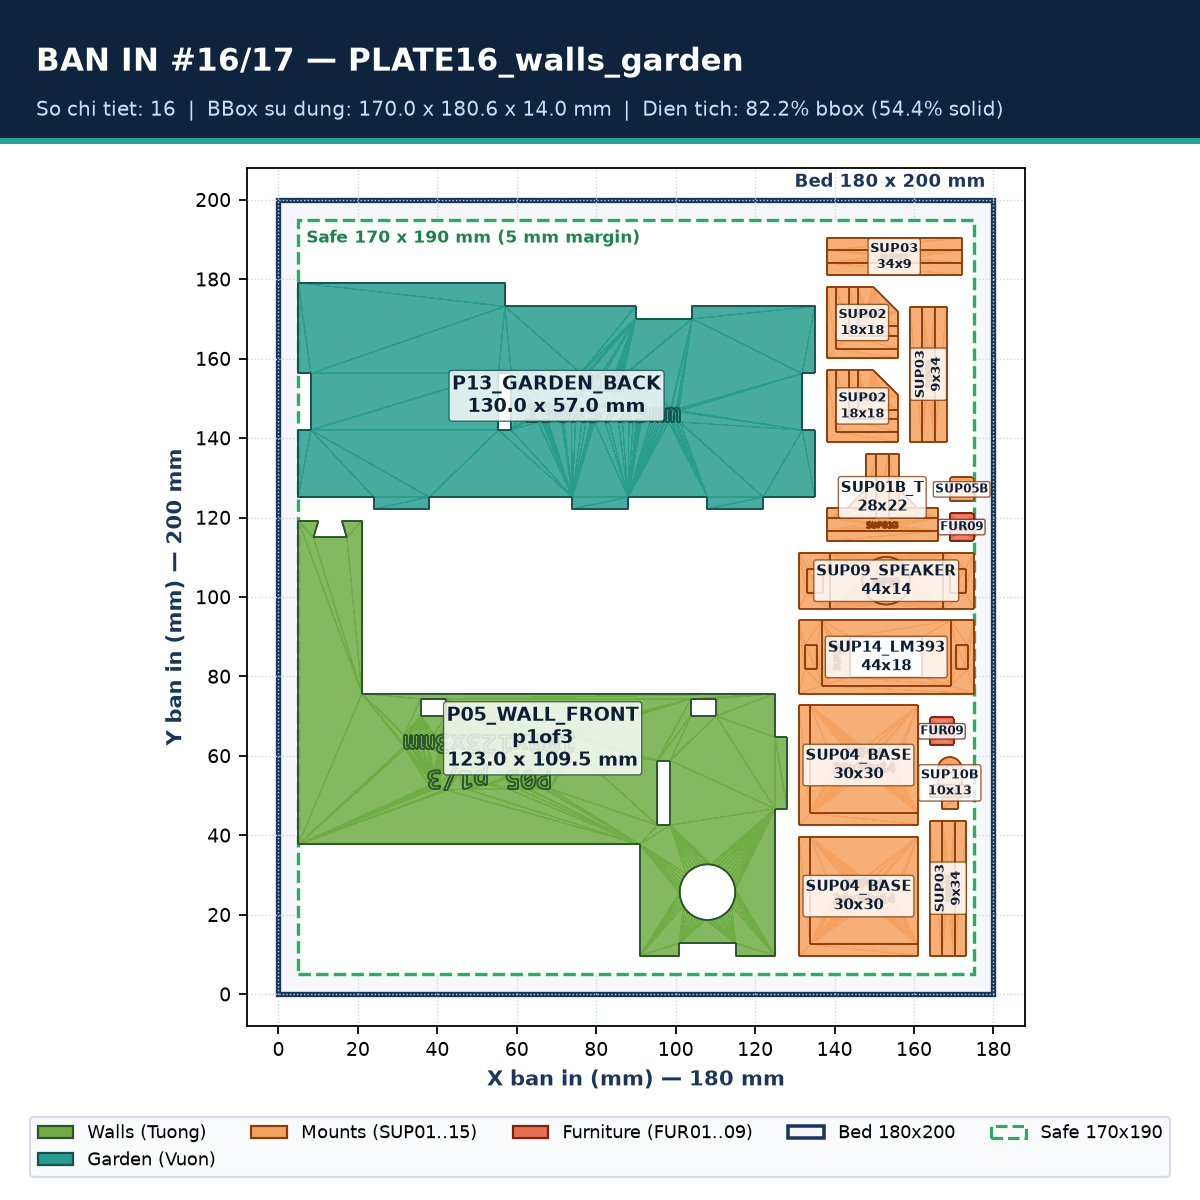 BAN IN #16/17 — PLATE16_walls_garden
So chi tiet: 16 | BBox su dung: 170.0 x 180.6 x 14.0 mm | Dien tich: 82.2% bbox (54.4% solid)
Bed 180 x 200 mm
Safe 170 x 190 mm (5 mm margin)
SUP03
34x9
SUP02
18x18
SUP03
9x34
P13_GARDEN_BACK
130.0 x 57.0 mm
SUP02
18x18
SUP01B_T
28x22
SUP05B
FUR09
SUP09_SPEAKER
44x14
SUP14_LM393
44x18
P05_WALL_FRONT
p1of3
123.0 x 109.5 mm
P05 p1/3
FUR09
SUP04_BASE
30x30
SUP10B
10x13
SUP04_BASE
30x30
SUP03
9x34
200
180
160
140
120
100
80
60
40
20
0
Y ban in (mm) — 200 mm
0 20 40 60 80 100 120 140 160 180
X ban in (mm) — 180 mm
Walls (Tuong) Mounts (SUP01..15) Furniture (FUR01..09) Bed 180x200 Safe 170x190
Garden (Vuon)